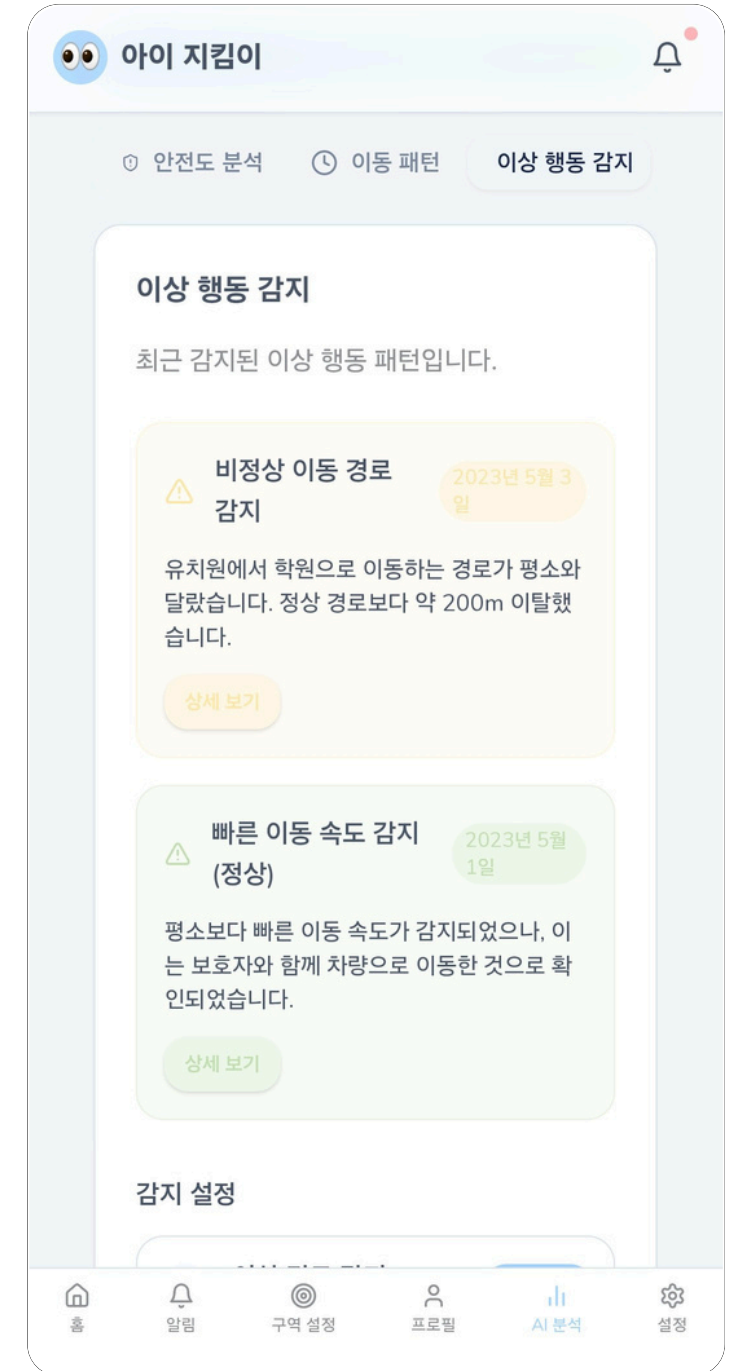 아이 지킴이
안전도 분석
이동 패턴
이상 행동 감지
이상 행동 감지
최근 감지된 이상 행동 패턴입니다.
비정상 이동 경로
감지
2023년 5월 3
일
유치원에서 학원으로 이동하는 경로가 평소와
달랐습니다. 정상 경로보다 약 200m 이탈했
습니다.
상세 보기
빠른 이동 속도 감지
(정상)
2023년 5월
1일
평소보다 빠른 이동 속도가 감지되었으나, 이
는 보호자와 함께 차량으로 이동한 것으로 확
인되었습니다.
상세 보기
감지 설정
홈
알림
구역 설정
프로필
AI 분석
설정